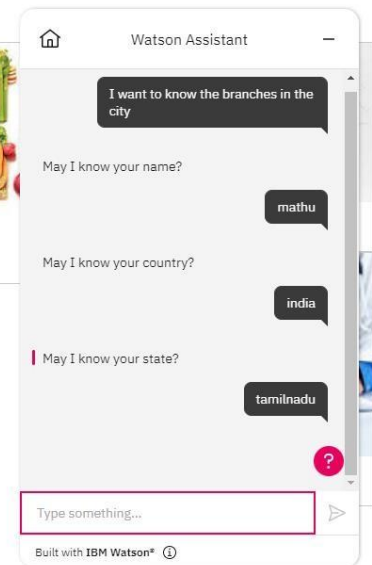 Watson Assistant
I want to know the branches in the
city
May I know your name?
mathu
May I know your country?
india
May I know your state?
tamilnadu
?
Type something...
Built with IBM Watson®